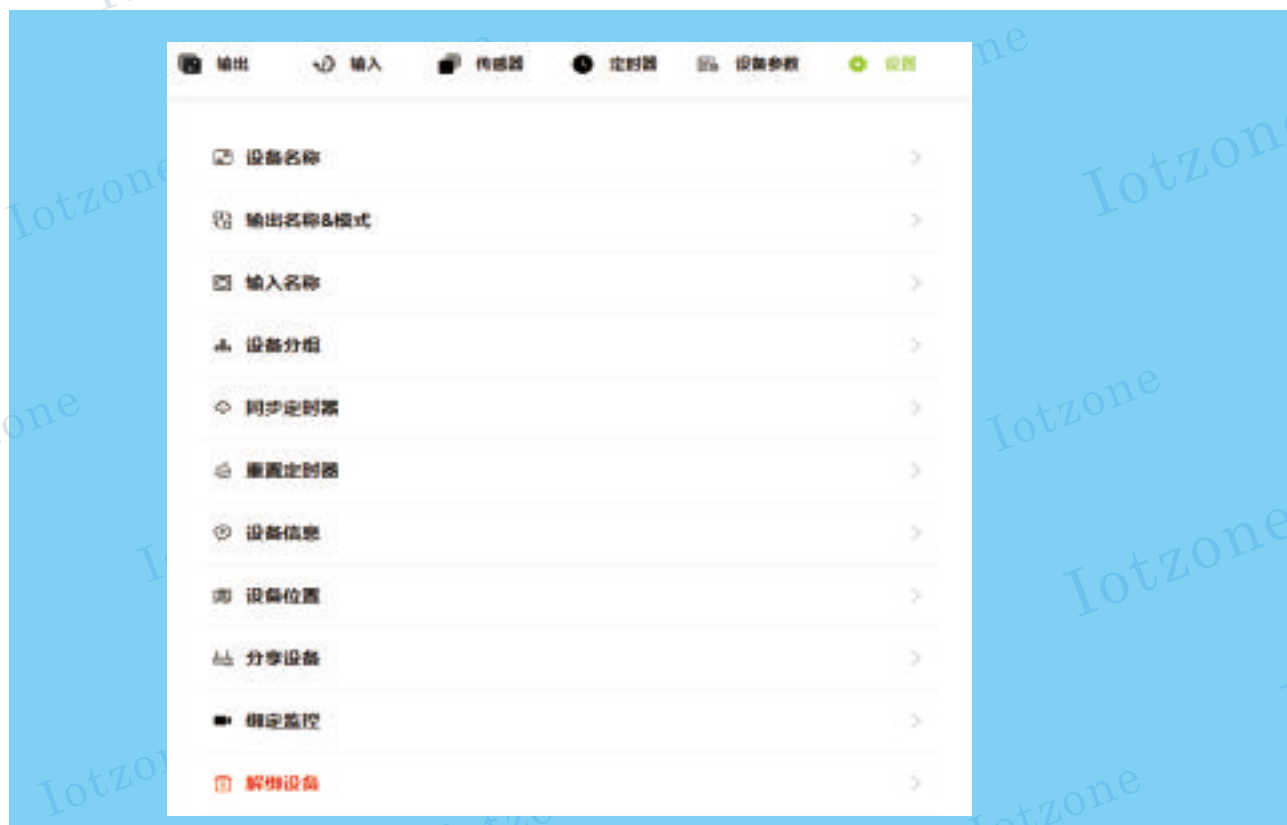 输出 输入 传感器 定时器 设备参数 设置
设备名称
输出名称&模式
输入名称
设备分组
同步定时器
重置定时器
设备信息
设备位置
分享设备
绑定监控
解绑设备
Iotzone
Iotzone
Iotzone
Iotzone